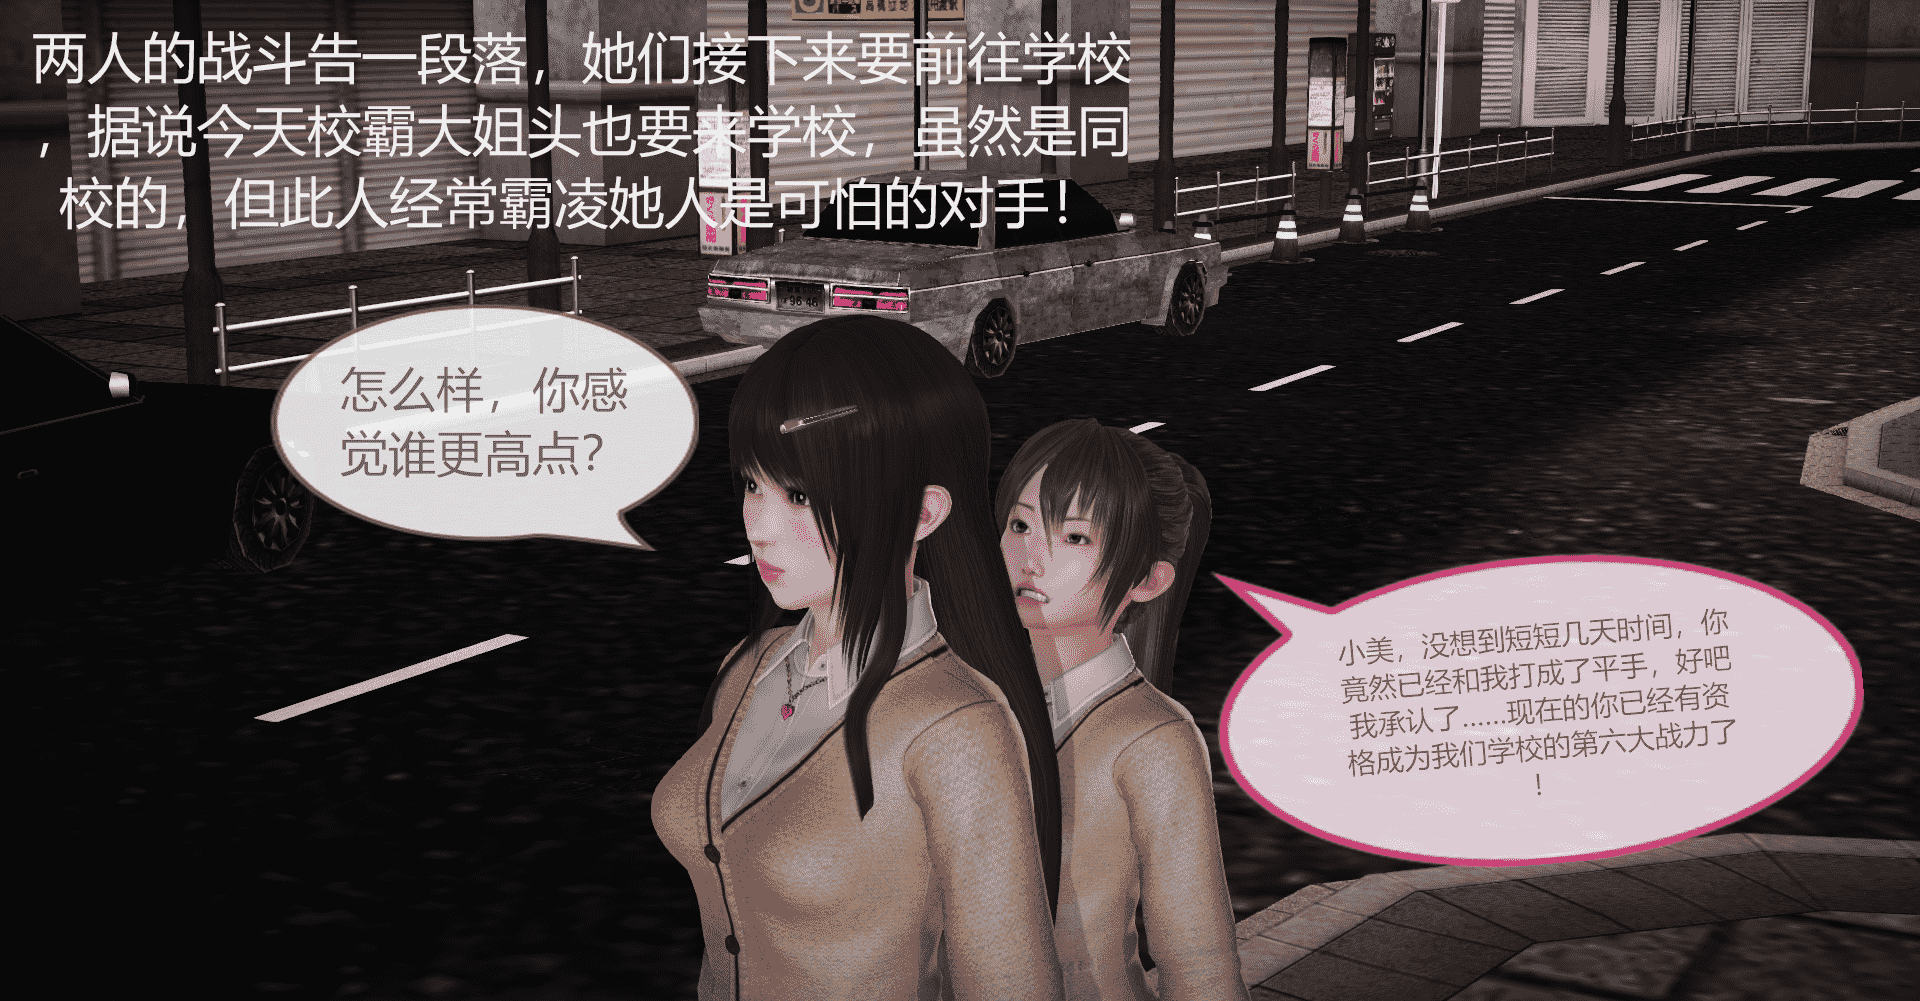 两人的战斗告一段落，她们接下来要前往学校
，据说今天校霸大姐头也要来学校，虽然是同
校的，但此人经常霸凌她人是可怕的对手！
怎么样，你感
觉谁更高点？
小美，没想到短短几天时间，你
竟然已经和我打成了平手，好吧
我承认了……现在的你已经有资
格成为我们学校的第六大战力了
！
96-46